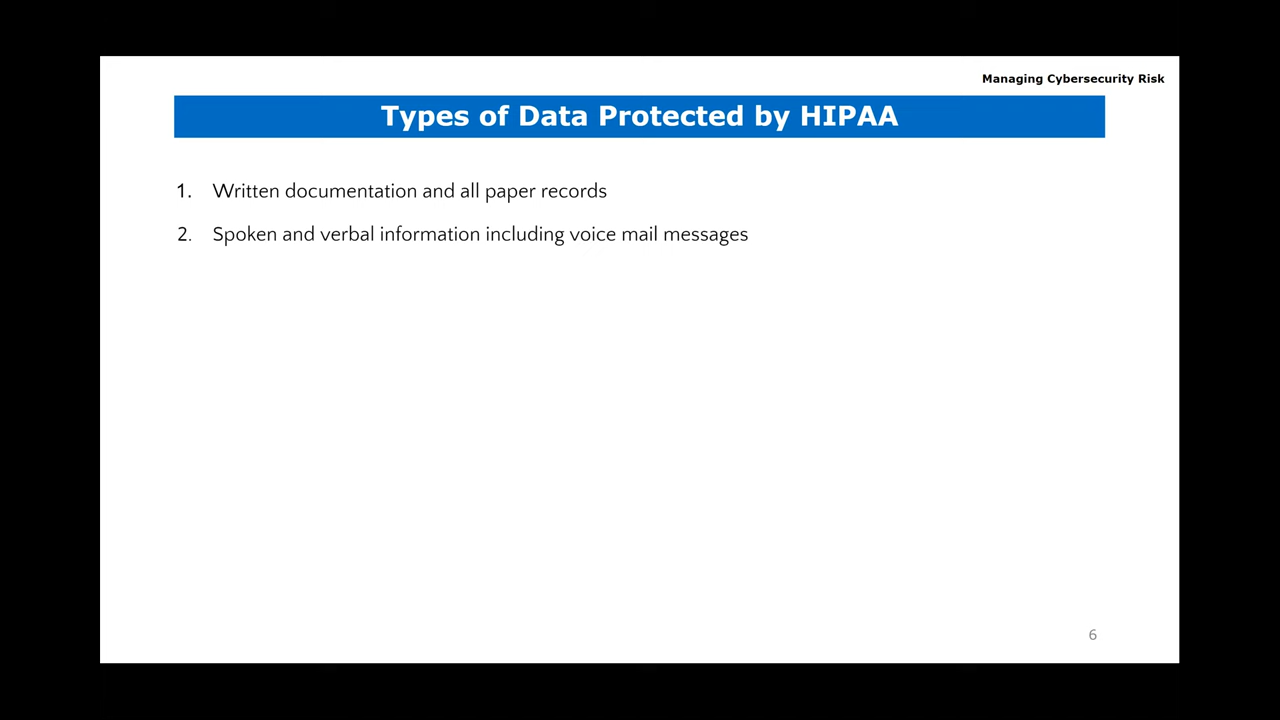 Managing Cybersecurity Risk
Types of Data Protected by HIPAA
1. Written documentation and all paper records
2. Spoken and verbal information including voice mail messages
6